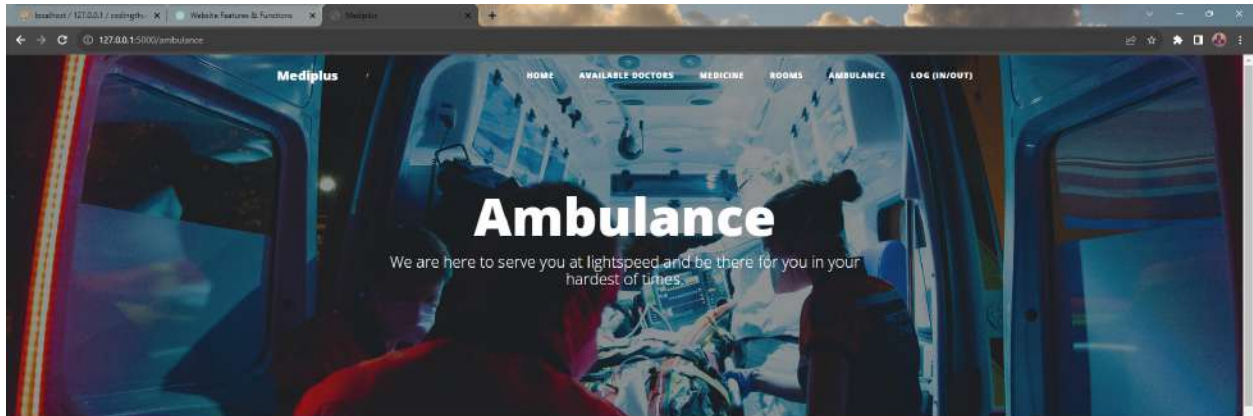 localhost / 127.0.0.1 / codingthu
Website Features & Functions
Mediplus
127.0.0.1:5000/ambulance
Mediplus
HOME AVAILABLE DOCTORS MEDICINE ROOMS AMBULANCE LOG (IN/OUT)
Ambulance
We are here to serve you at lightspeed and be there for you in your
hardest of times.